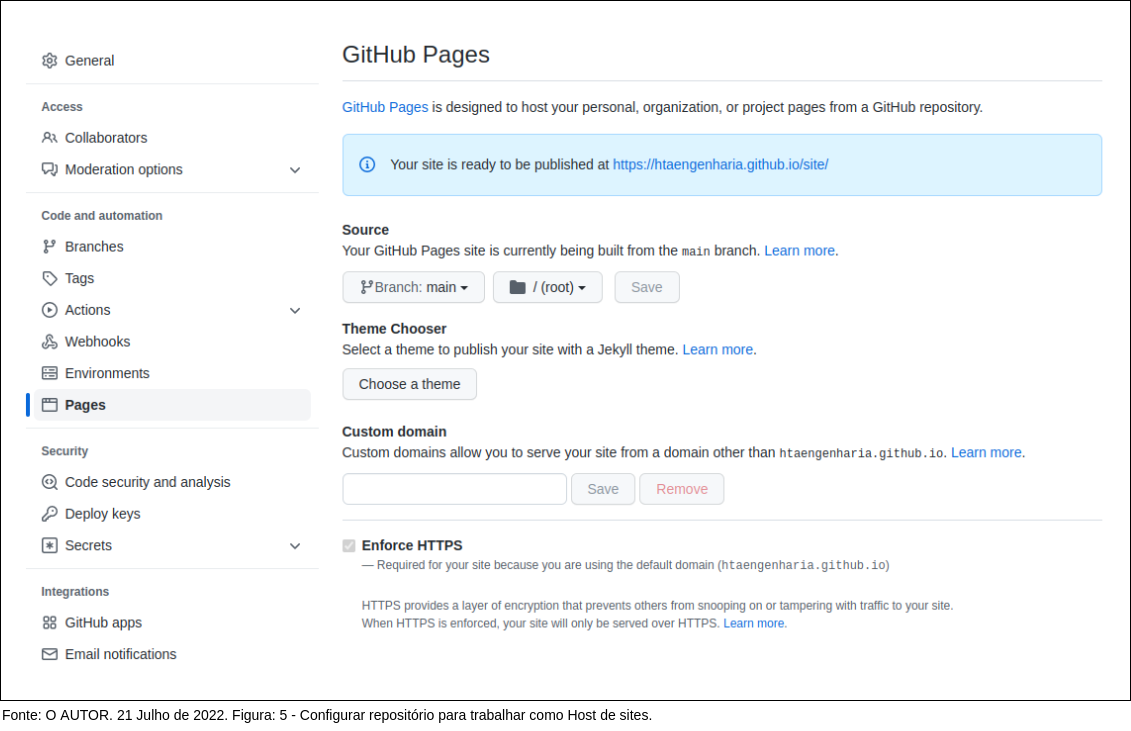 General
Access
Collaborators
Moderation options
Code and automation
Branches
Tags
Actions
Webhooks
Environments
Pages
Security
Code security and analysis
Deploy keys
Secrets
Integrations
GitHub apps
Email notifications
GitHub Pages
GitHub Pages is designed to host your personal, organization, or project pages from a GitHub repository.
Your site is ready to be published at https://htaengenharia.github.io/site/
Source
Your GitHub Pages site is currently being built from the main branch. Learn more.
Branch: main / (root) Save
Theme Chooser
Select a theme to publish your site with a Jekyll theme. Learn more.
Choose a theme
Custom domain
Custom domains allow you to serve your site from a domain other than htaengenharia.github.io. Learn more.
Save Remove
Enforce HTTPS
— Required for your site because you are using the default domain (htaengenharia.github.io)
HTTPS provides a layer of encryption that prevents others from snooping on or tampering with traffic to your site.
When HTTPS is enforced, your site will only be served over HTTPS. Learn more.
Fonte: O AUTOR. 21 Julho de 2022. Figura: 5 - Configurar repositório para trabalhar como Host de sites.